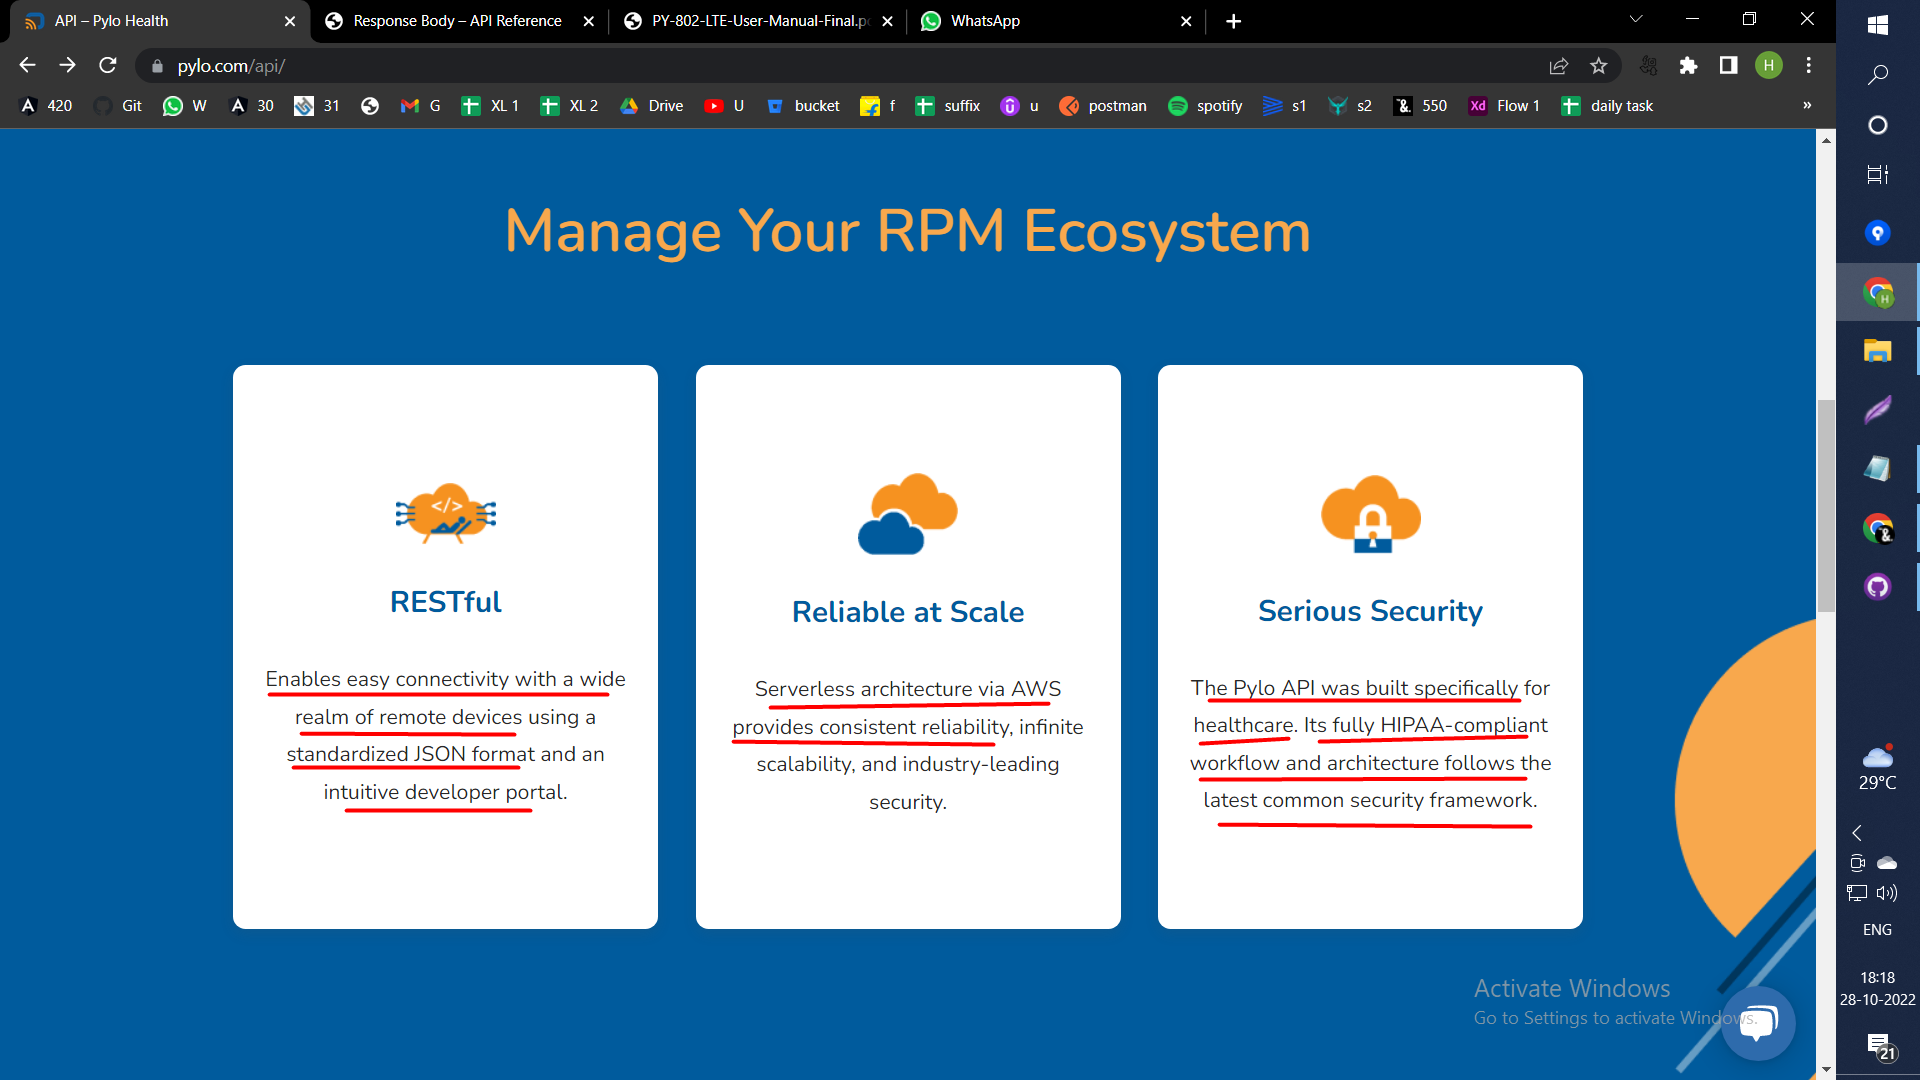 API – Pylo Health
Response Body – API Reference
PY-802-LTE-User-Manual-Final.p
WhatsApp
pylo.com/api/
H
420
Git
W
30
31
G
XL 1
XL 2
Drive
U
bucket
f
suffix
u
postman
spotify
s1
s2
550
Xd
Flow 1
daily task
»
Manage Your RPM Ecosystem
</>
RESTful
Enables easy connectivity with a wide
realm of remote devices using a
standardized JSON format and an
intuitive developer portal.
Reliable at Scale
Serverless architecture via AWS
provides consistent reliability, infinite
scalability, and industry-leading
security.
Serious Security
The Pylo API was built specifically for
healthcare. Its fully HIPAA-compliant
workflow and architecture follows the
latest common security framework.
Activate Windows
Go to Settings to activate Windows.
29°C
ENG
18:18
28-10-2022
21